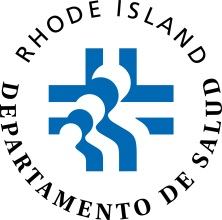 RHODE ISLAND
DEPARTAMENTO DE SALUD